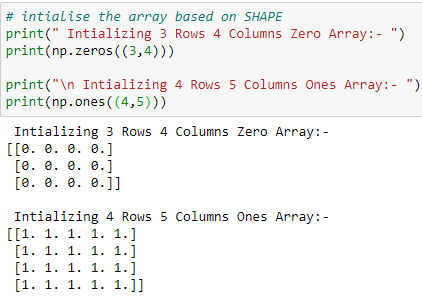 # intialise the array based on SHAPE
print(" Intializing 3 Rows 4 Columns Zero Array:- ")
print(np.zeros((3,4)))
print("\n Intializing 4 Rows 5 Columns Ones Array:- ")
print(np.ones((4,5)))
Intializing 3 Rows 4 Columns Zero Array:-
[[0. 0. 0. 0.]
[0. 0. 0. 0.]
[0. 0. 0. 0.]]
Intializing 4 Rows 5 Columns Ones Array:-
[[1. 1. 1. 1. 1.]
[1. 1. 1. 1. 1.]
[1. 1. 1. 1. 1.]
[1. 1. 1. 1. 1.]]